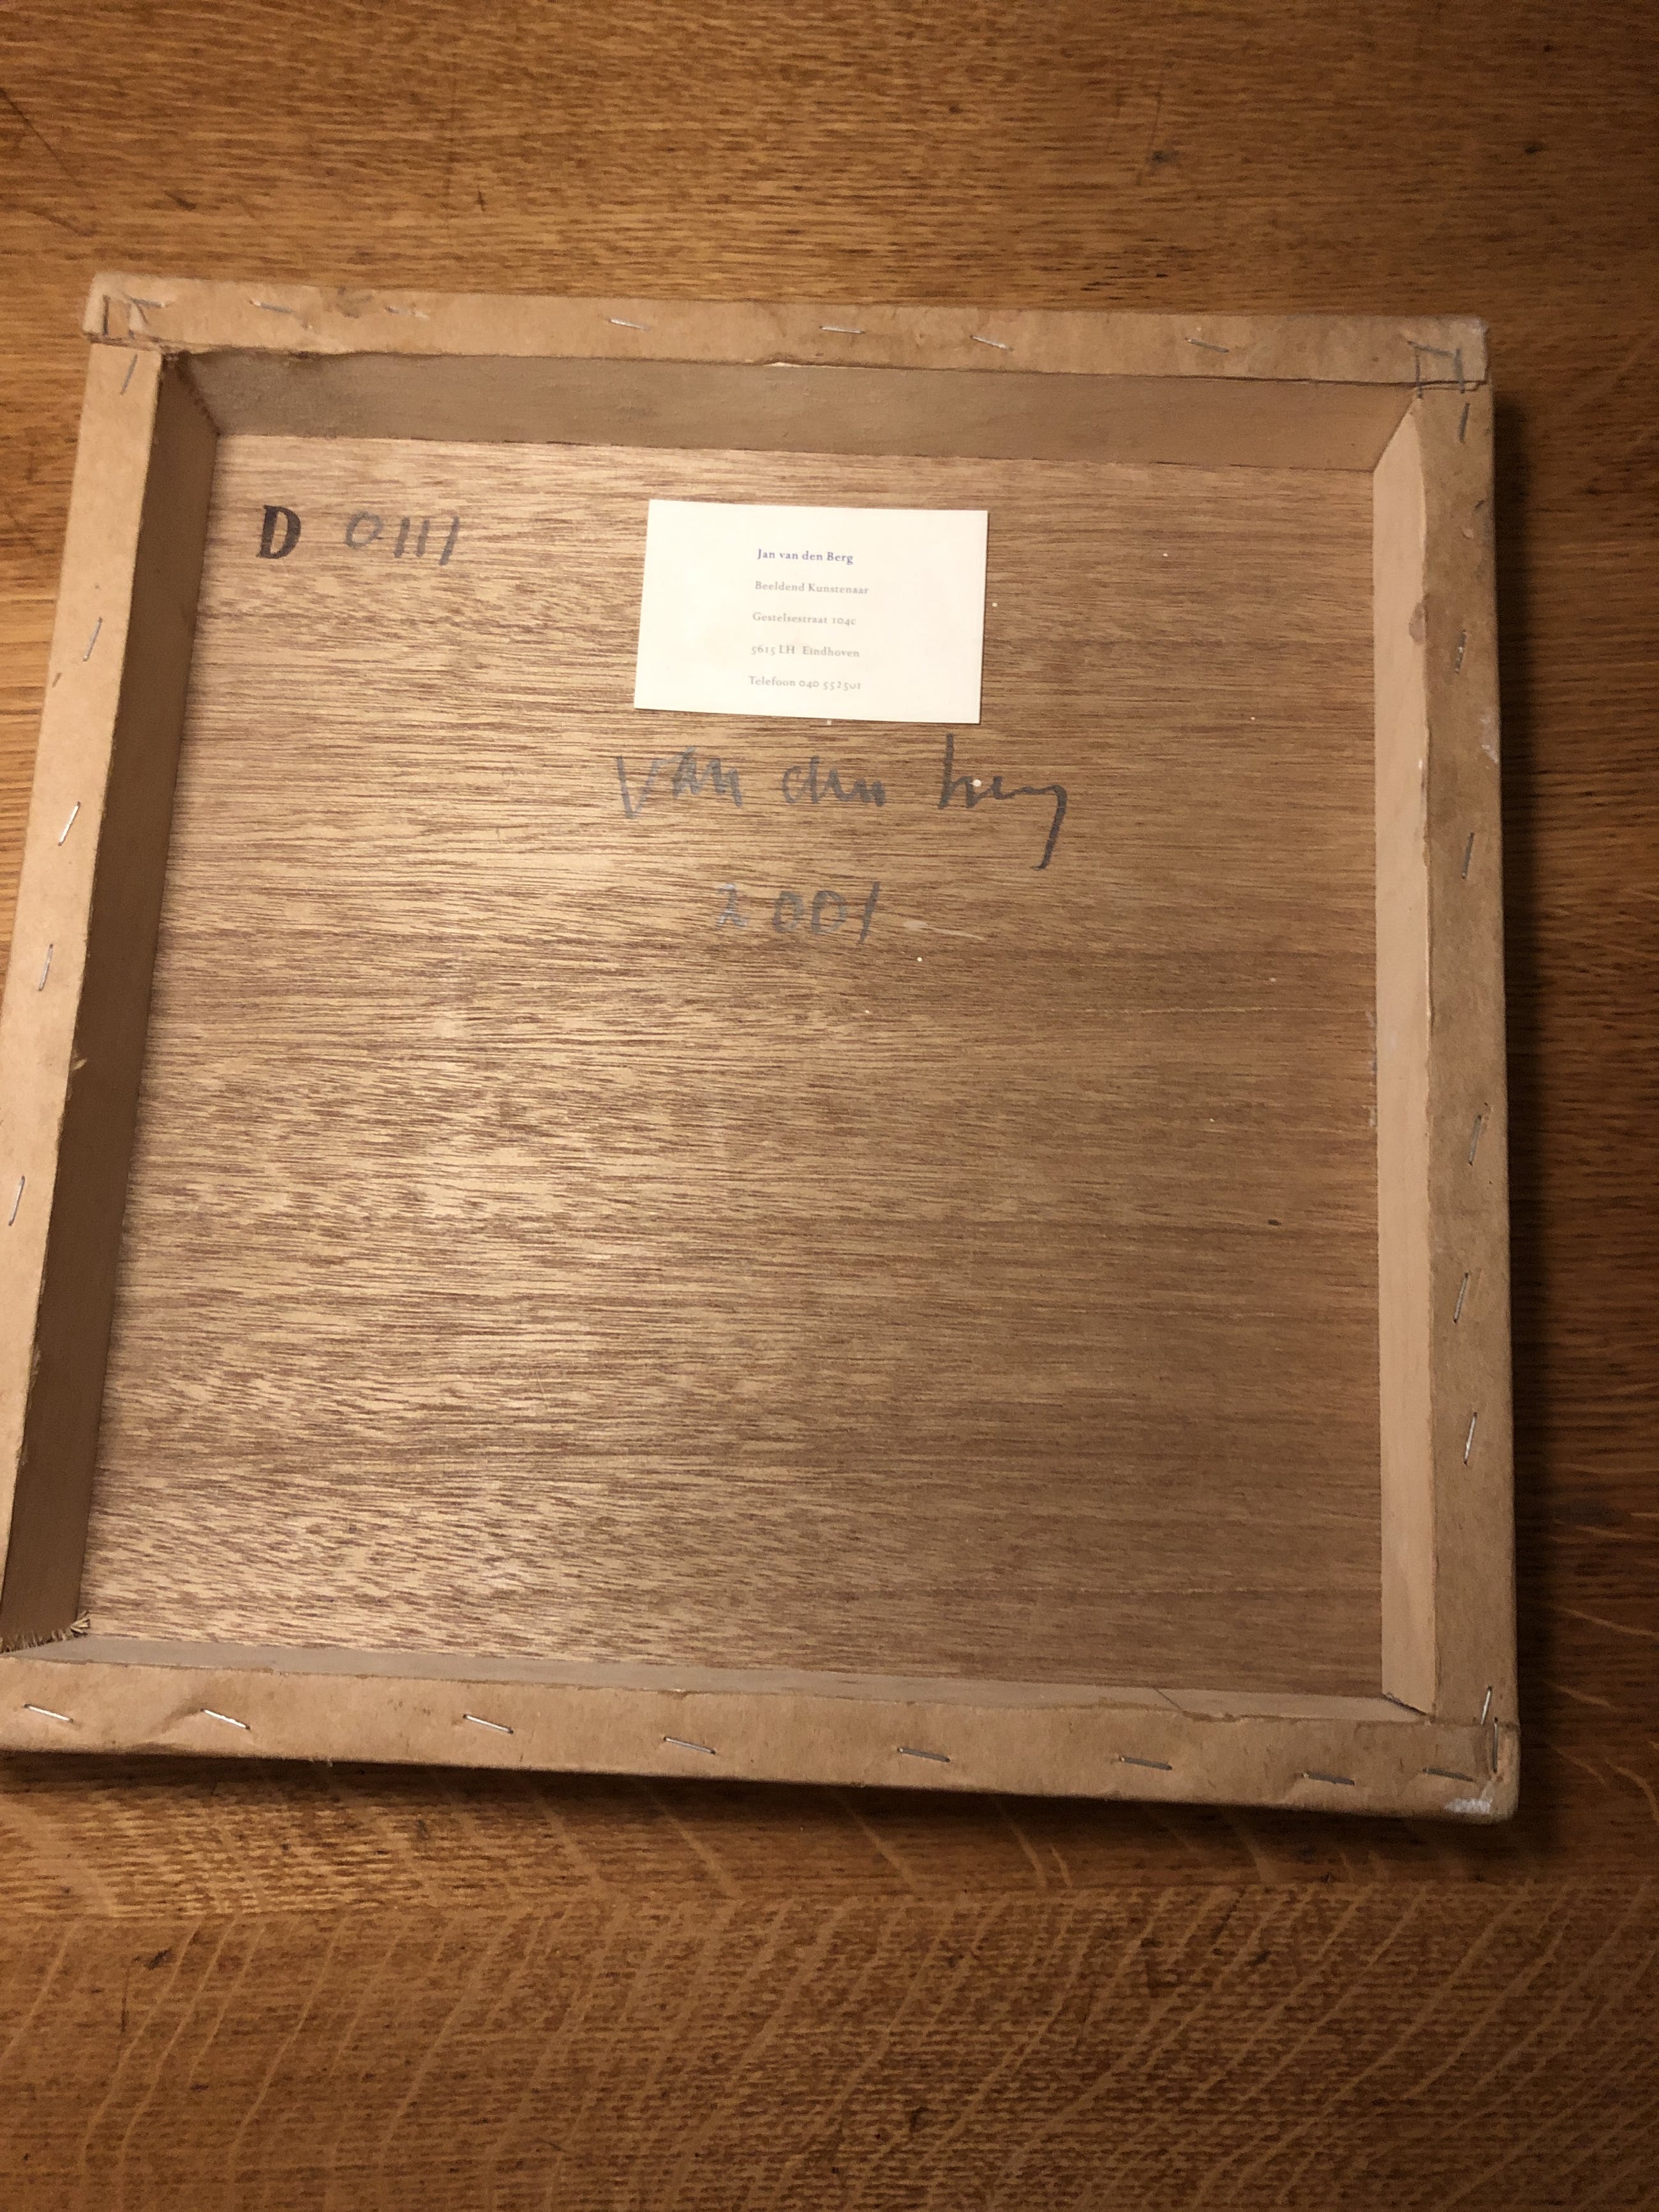 D 0111
Jan van den Berg
Beeldend Kunstenaar
Gestelsestraat 104c
5615 LH Eindhoven
Telefoon 040 552501
van den berg
2001